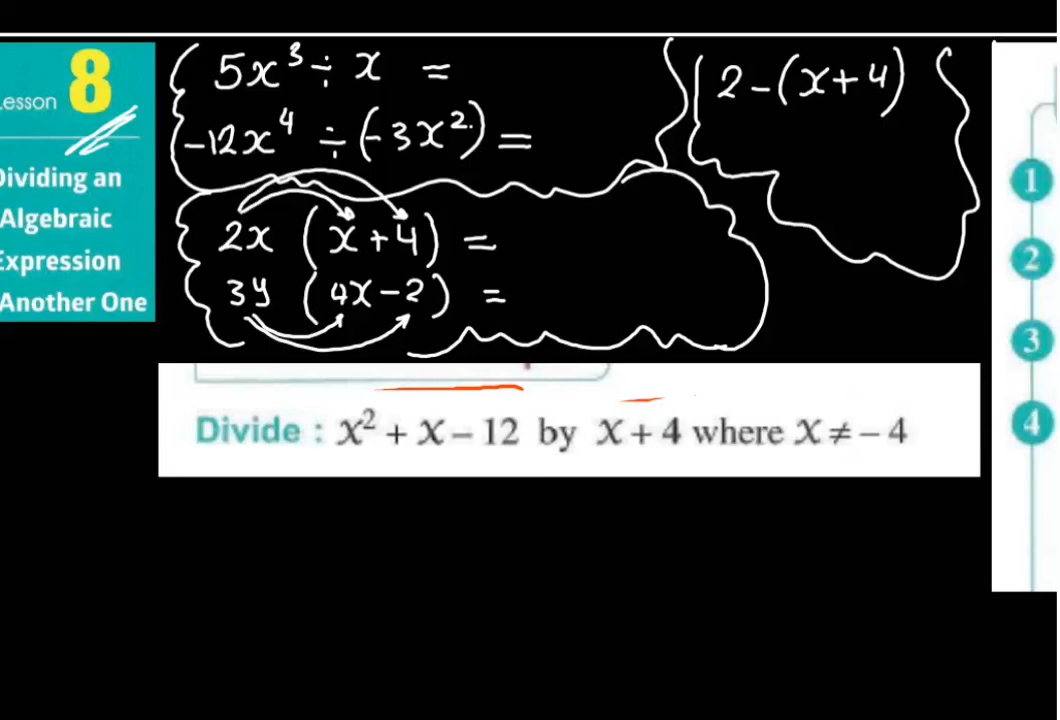 Lesson 8
Dividing an
Algebraic
Expression
Another One
5x³ ÷ x =
-12x⁴ ÷ (-3x²) =
2x (x+4) =
3y (4x-2) =
2-(x+4)
Divide : X² + X – 12 by X + 4 where X ≠ – 4
1
2
3
4